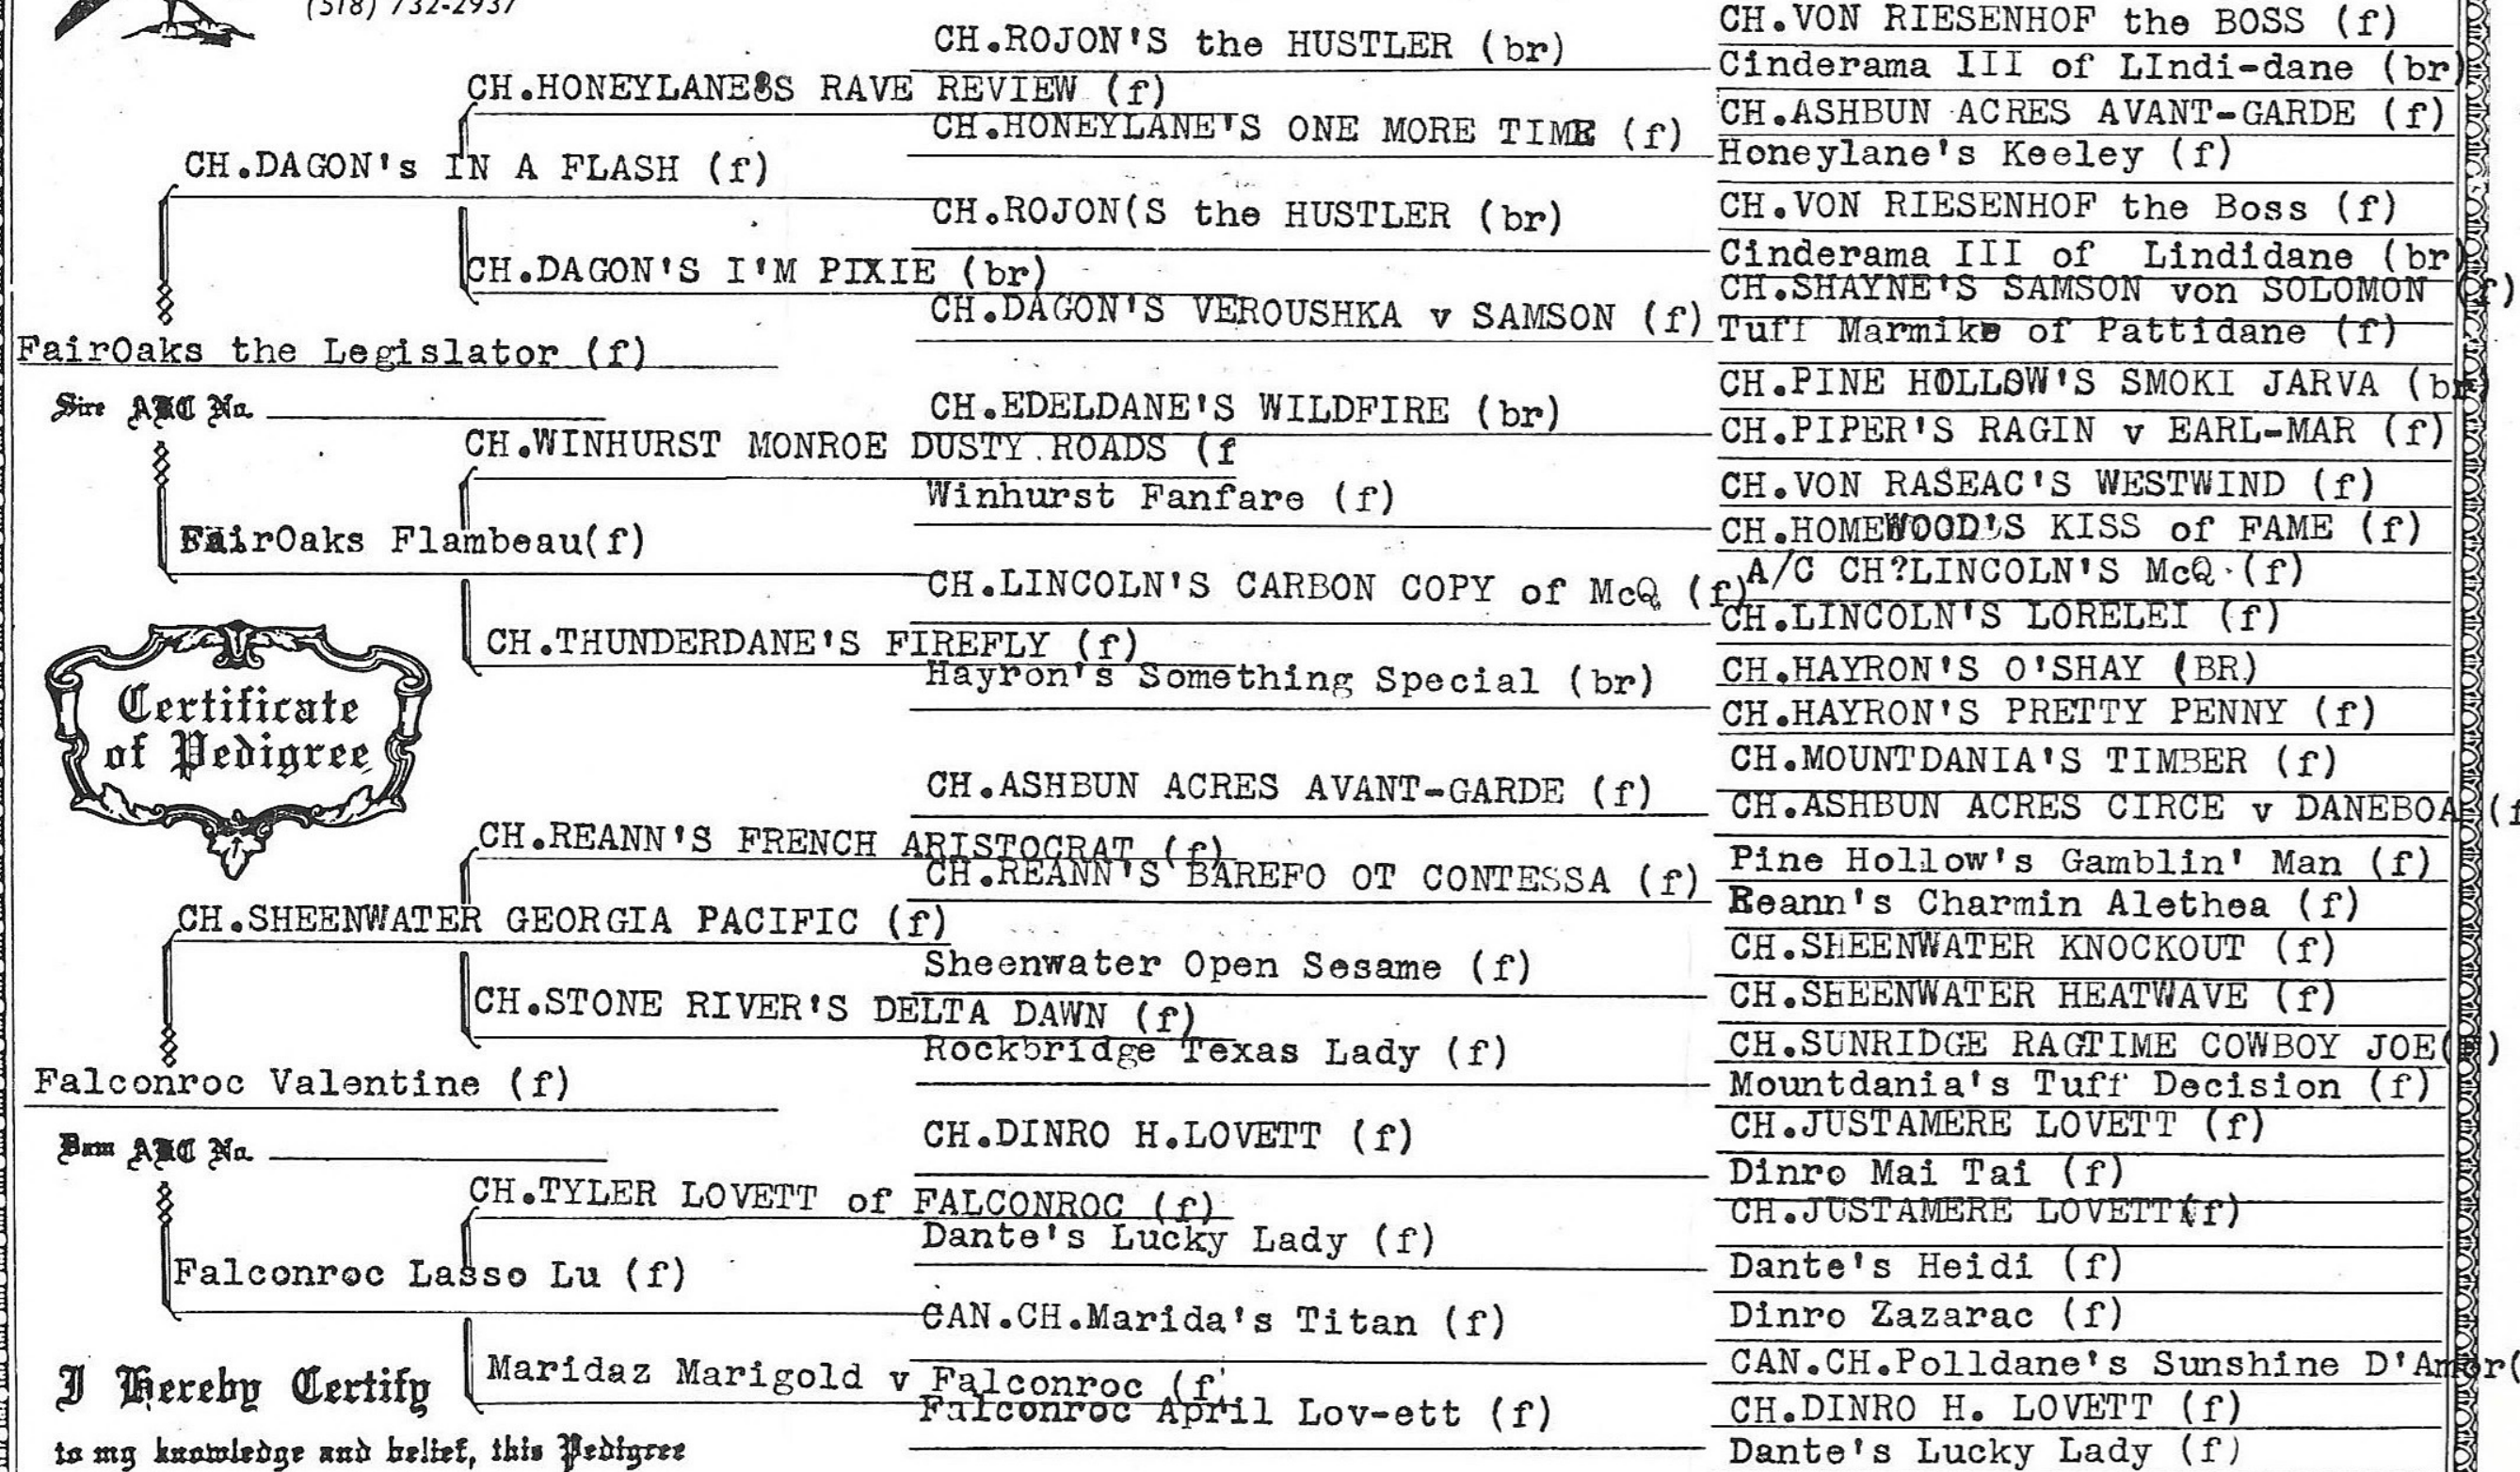 (518) 732-2937
CH.ROJON'S the HUSTLER (br)
CH.VON RIESENHOF the BOSS (f)
Cinderama III of LIndi-dane (br)
CH.HONEYLANE8S RAVE REVIEW (f)
CH.HONEYLANE'S ONE MORE TIME (f)
CH.ASHBUN ACRES AVANT-GARDE (f)
Honeylane's Keeley (f)
CH.DAGON's IN A FLASH (f)
CH.ROJON(S the HUSTLER (br)
CH.VON RIESENHOF the Boss (f)
Cinderama III of Lindidane (br)
CH.DAGON'S I'M PIXIE (br)
CH.DAGON'S VEROUSHKA v SAMSON (f)
CH.SHAYNE'S SAMSON von SOLOMON (f)
Tuff Marmike of Pattidane (f)
FairOaks the Legislator (f)
Sire AKC No.
CH.EDELDANE'S WILDFIRE (br)
CH.PINE HOLLOW'S SMOKI JARVA (br)
CH.PIPER'S RAGIN v EARL-MAR (f)
CH.WINHURST MONROE DUSTY ROADS (f
Winhurst Fanfare (f)
CH.VON RASEAC'S WESTWIND (f)
CH.HOMEWOOD'S KISS of FAME (f)
FairOaks Flambeau(f)
CH.LINCOLN'S CARBON COPY of McQ (f)
A/C CH?LINCOLN'S McQ (f)
CH.LINCOLN'S LORELEI (f)
CH.THUNDERDANE'S FIREFLY (f)
Hayron's Something Special (br)
CH.HAYRON'S O'SHAY (BR)
CH.HAYRON'S PRETTY PENNY (f)
Certificate
of Pedigree
CH.ASHBUN ACRES AVANT-GARDE (f)
CH.MOUNTDANIA'S TIMBER (f)
CH.ASHBUN ACRES CIRCE v DANEBOA (f
CH.REANN'S FRENCH ARISTOCRAT (f)
CH.REANN'S BAREFO OT CONTESSA (f)
Pine Hollow's Gamblin' Man (f)
Reann's Charmin Alethea (f)
CH.SHEENWATER GEORGIA PACIFIC (f)
Sheenwater Open Sesame (f)
CH.SHEENWATER KNOCKOUT (f)
CH.SHEENWATER HEATWAVE (f)
CH.STONE RIVER'S DELTA DAWN (f)
Rockbridge Texas Lady (f)
CH.SUNRIDGE RAGTIME COWBOY JOE
Mountdania's Tuff Decision (f)
Falconroc Valentine (f)
Dam AKC No.
CH.DINRO H.LOVETT (f)
CH.JUSTAMERE LOVETT (f)
Dinro Mai Tai (f)
CH.TYLER LOVETT of FALCONROC (f)
Dante's Lucky Lady (f)
CH.JUSTAMERE LOVETT(f)
Dante's Heidi (f)
Falconroc Lasso Lu (f)
CAN.CH.Marida's Titan (f)
Dinro Zazarac (f)
CAN.CH.Polldane's Sunshine D'Amor(
Maridaz Marigold v Falconroc (f
Falconroc April Lov-ett (f)
CH.DINRO H. LOVETT (f)
Dante's Lucky Lady (f)
I Hereby Certify
to my knowledge and belief, this Pedigree